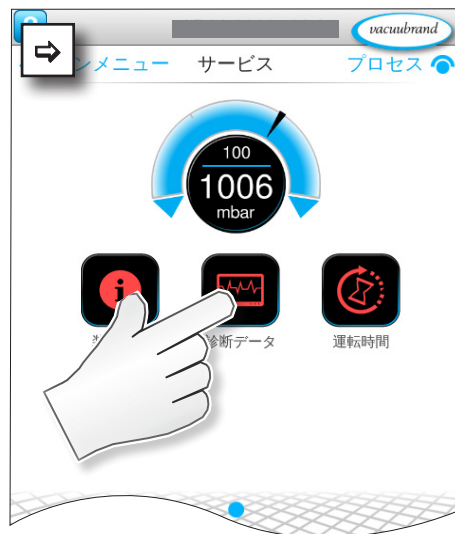 vacuubrand
ンメニュー サービス プロセス
100
1006
mbar
診断データ 運転時間